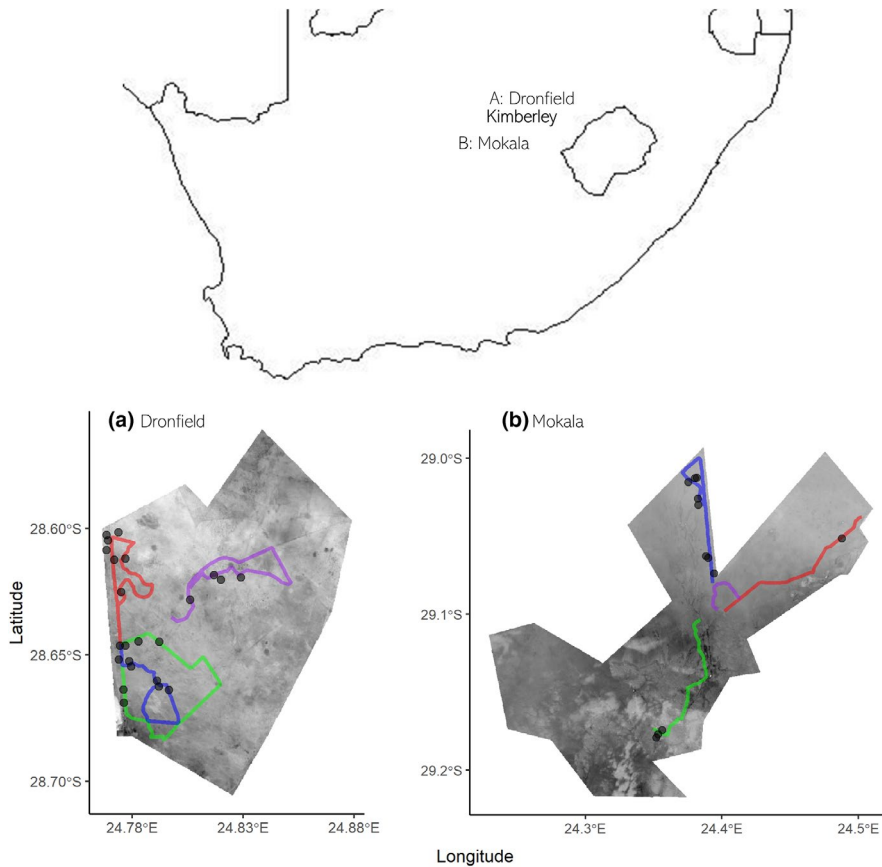 A: Dronfield
Kimberley
B: Mokala
(a) Dronfield
(b) Mokala
Latitude
28.60°S
28.65°S
28.70°S
29.0°S
29.1°S
29.2°S
24.78°E
24.83°E
24.88°E
24.3°E
24.4°E
24.5°E
Longitude